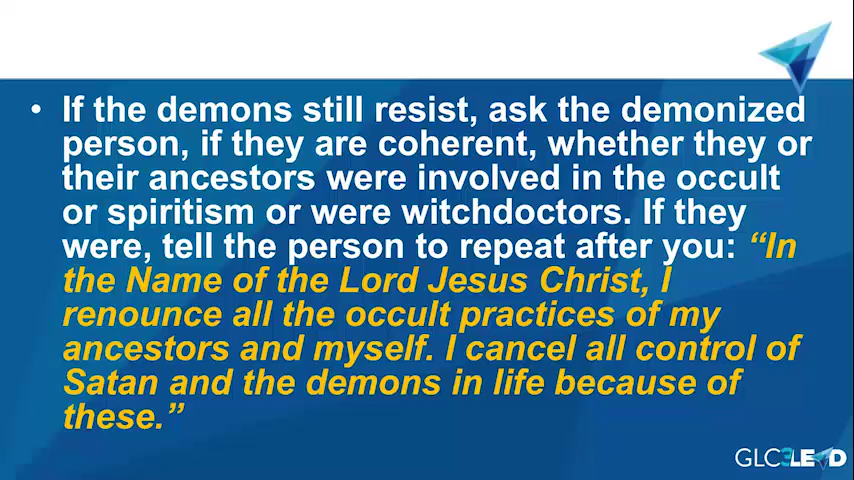 • If the demons still resist, ask the demonized
person, if they are coherent, whether they or
their ancestors were involved in the occult
or spiritism or were witchdoctors. If they
were, tell the person to repeat after you: “In
the Name of the Lord Jesus Christ, I
renounce all the occult practices of my
ancestors and myself. I cancel all control of
Satan and the demons in life because of
these.”
GLC3LEAD